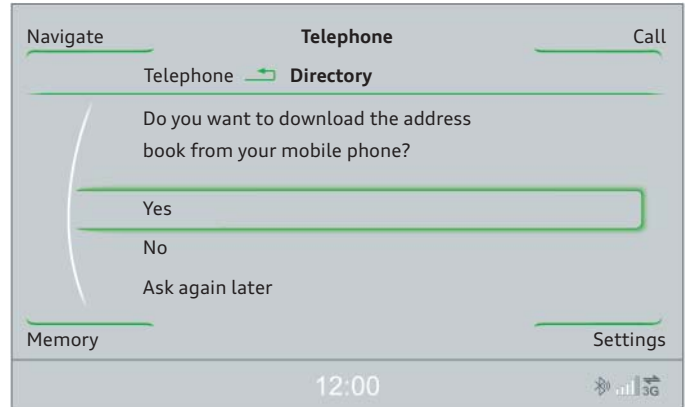 Navigate Telephone Call
Telephone Directory
Do you want to download the address
book from your mobile phone?
Yes
No
Ask again later
Memory Settings
12:00 3G